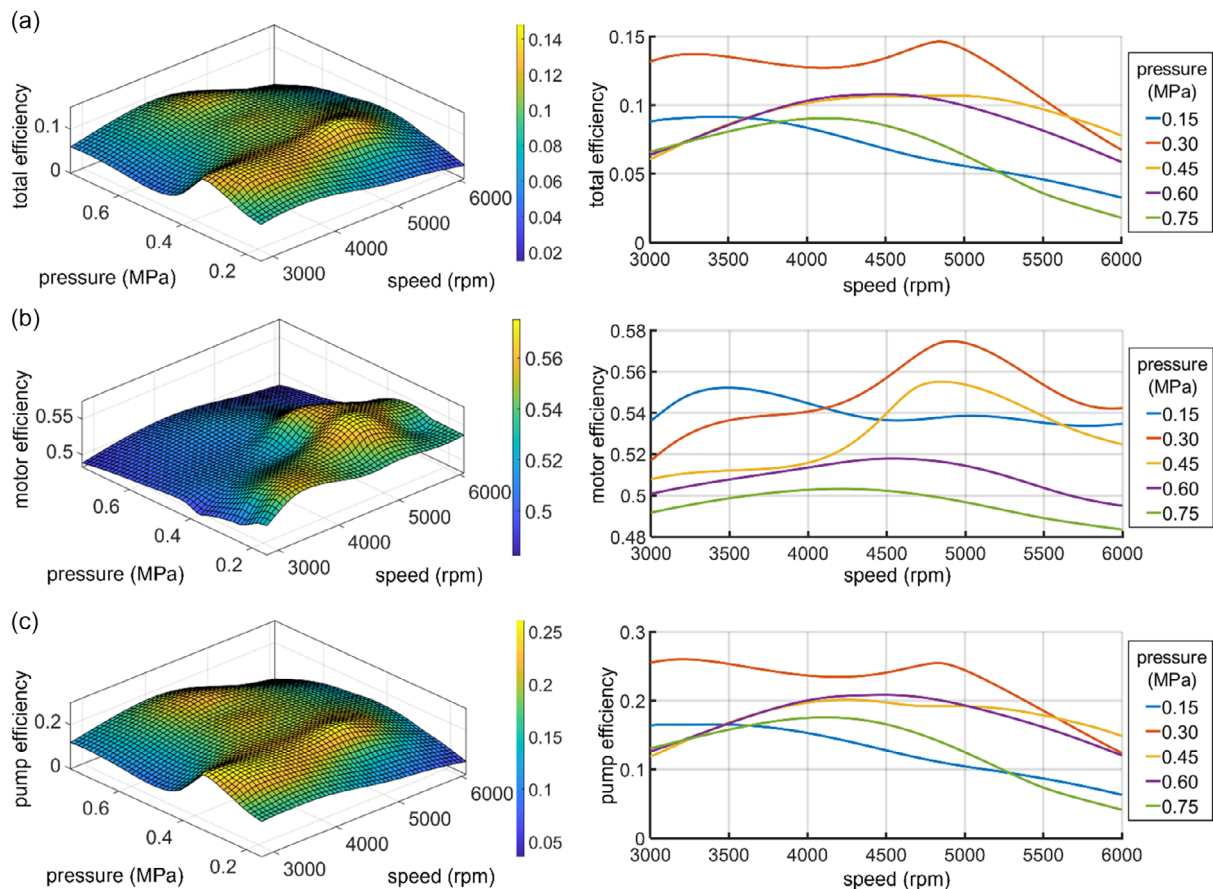 (a)
total efficiency
0.1
0
0.6
0.4
0.2
pressure (MPa)
3000
4000
5000
6000
speed (rpm)
0.14
0.12
0.10
0.08
0.06
0.04
0.02
total efficiency
0.15
0.1
0.05
0
3000 3500 4000 4500 5000 5500 6000
speed (rpm)
pressure
(MPa)
0.15
0.30
0.45
0.60
0.75
(b)
motor efficiency
0.55
0.5
0.6
0.4
0.2
pressure (MPa)
3000
4000
5000
6000
speed (rpm)
0.56
0.54
0.52
0.5
motor efficiency
0.58
0.56
0.54
0.52
0.5
0.48
3000 3500 4000 4500 5000 5500 6000
speed (rpm)
pressure
(MPa)
0.15
0.30
0.45
0.60
0.75
(c)
pump efficiency
0.2
0
0.6
0.4
0.2
pressure (MPa)
3000
4000
5000
6000
speed (rpm)
0.25
0.20
0.15
0.10
0.05
pump efficiency
0.3
0.2
0.1
0
3000 3500 4000 4500 5000 5500 6000
speed (rpm)
pressure
(MPa)
0.15
0.30
0.45
0.60
0.75